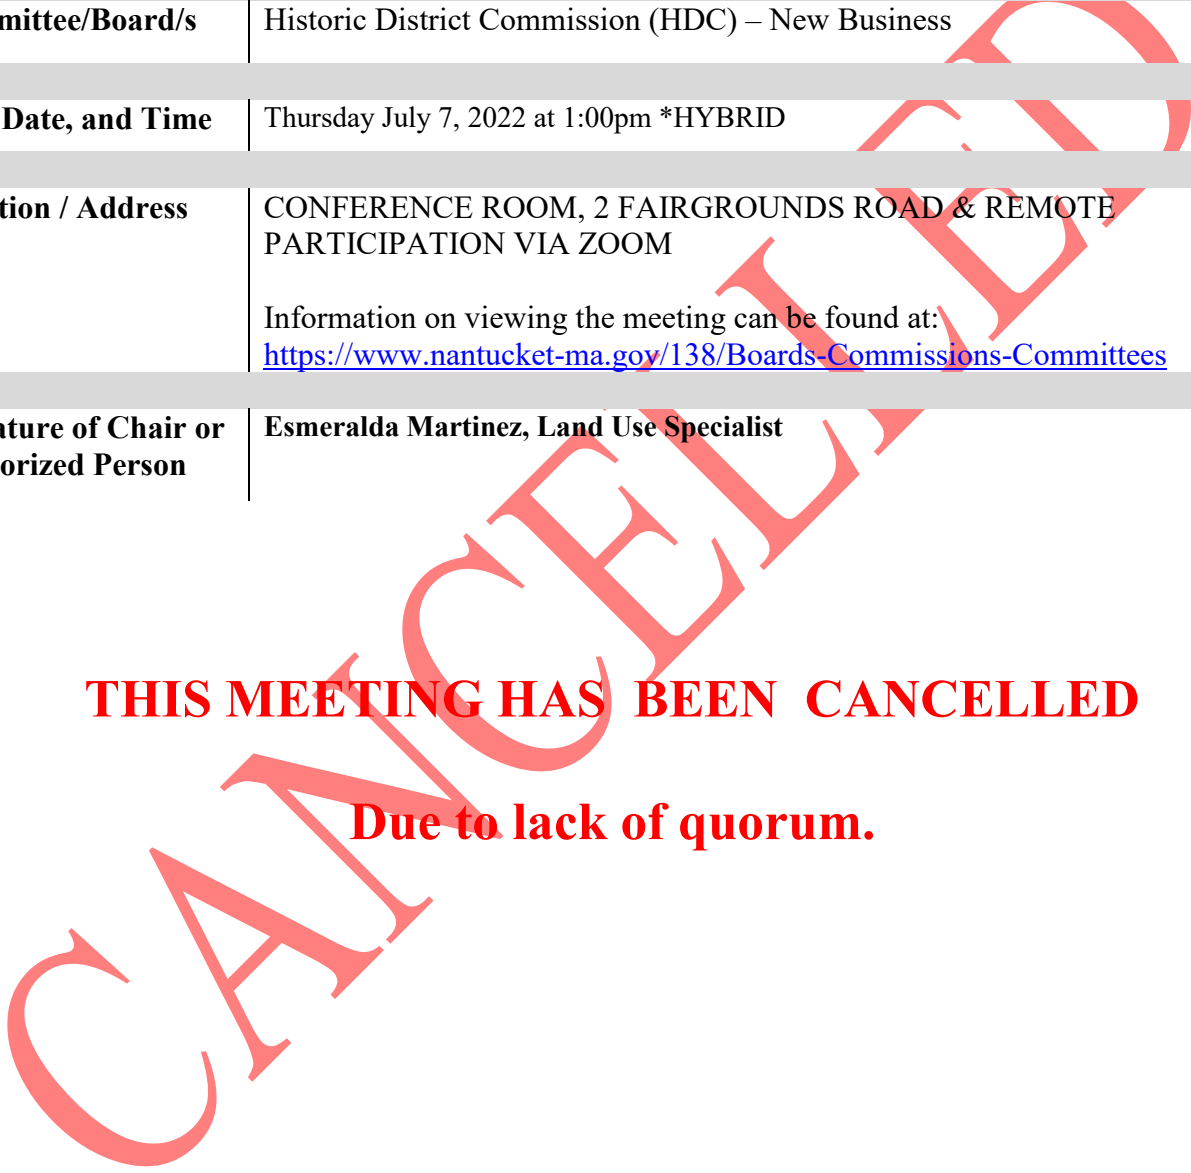 mittee/Board/s Historic District Commission (HDC) – New Business
Date, and Time Thursday July 7, 2022 at 1:00pm *HYBRID
tion / Address CONFERENCE ROOM, 2 FAIRGROUNDS ROAD & REMOTE
PARTICIPATION VIA ZOOM
Information on viewing the meeting can be found at:
https://www.nantucket-ma.gov/138/Boards-Commissions-Committees
ature of Chair or Esmeralda Martinez, Land Use Specialist
orized Person
THIS MEETING HAS BEEN CANCELLED
Due to lack of quorum.
CANCELLED